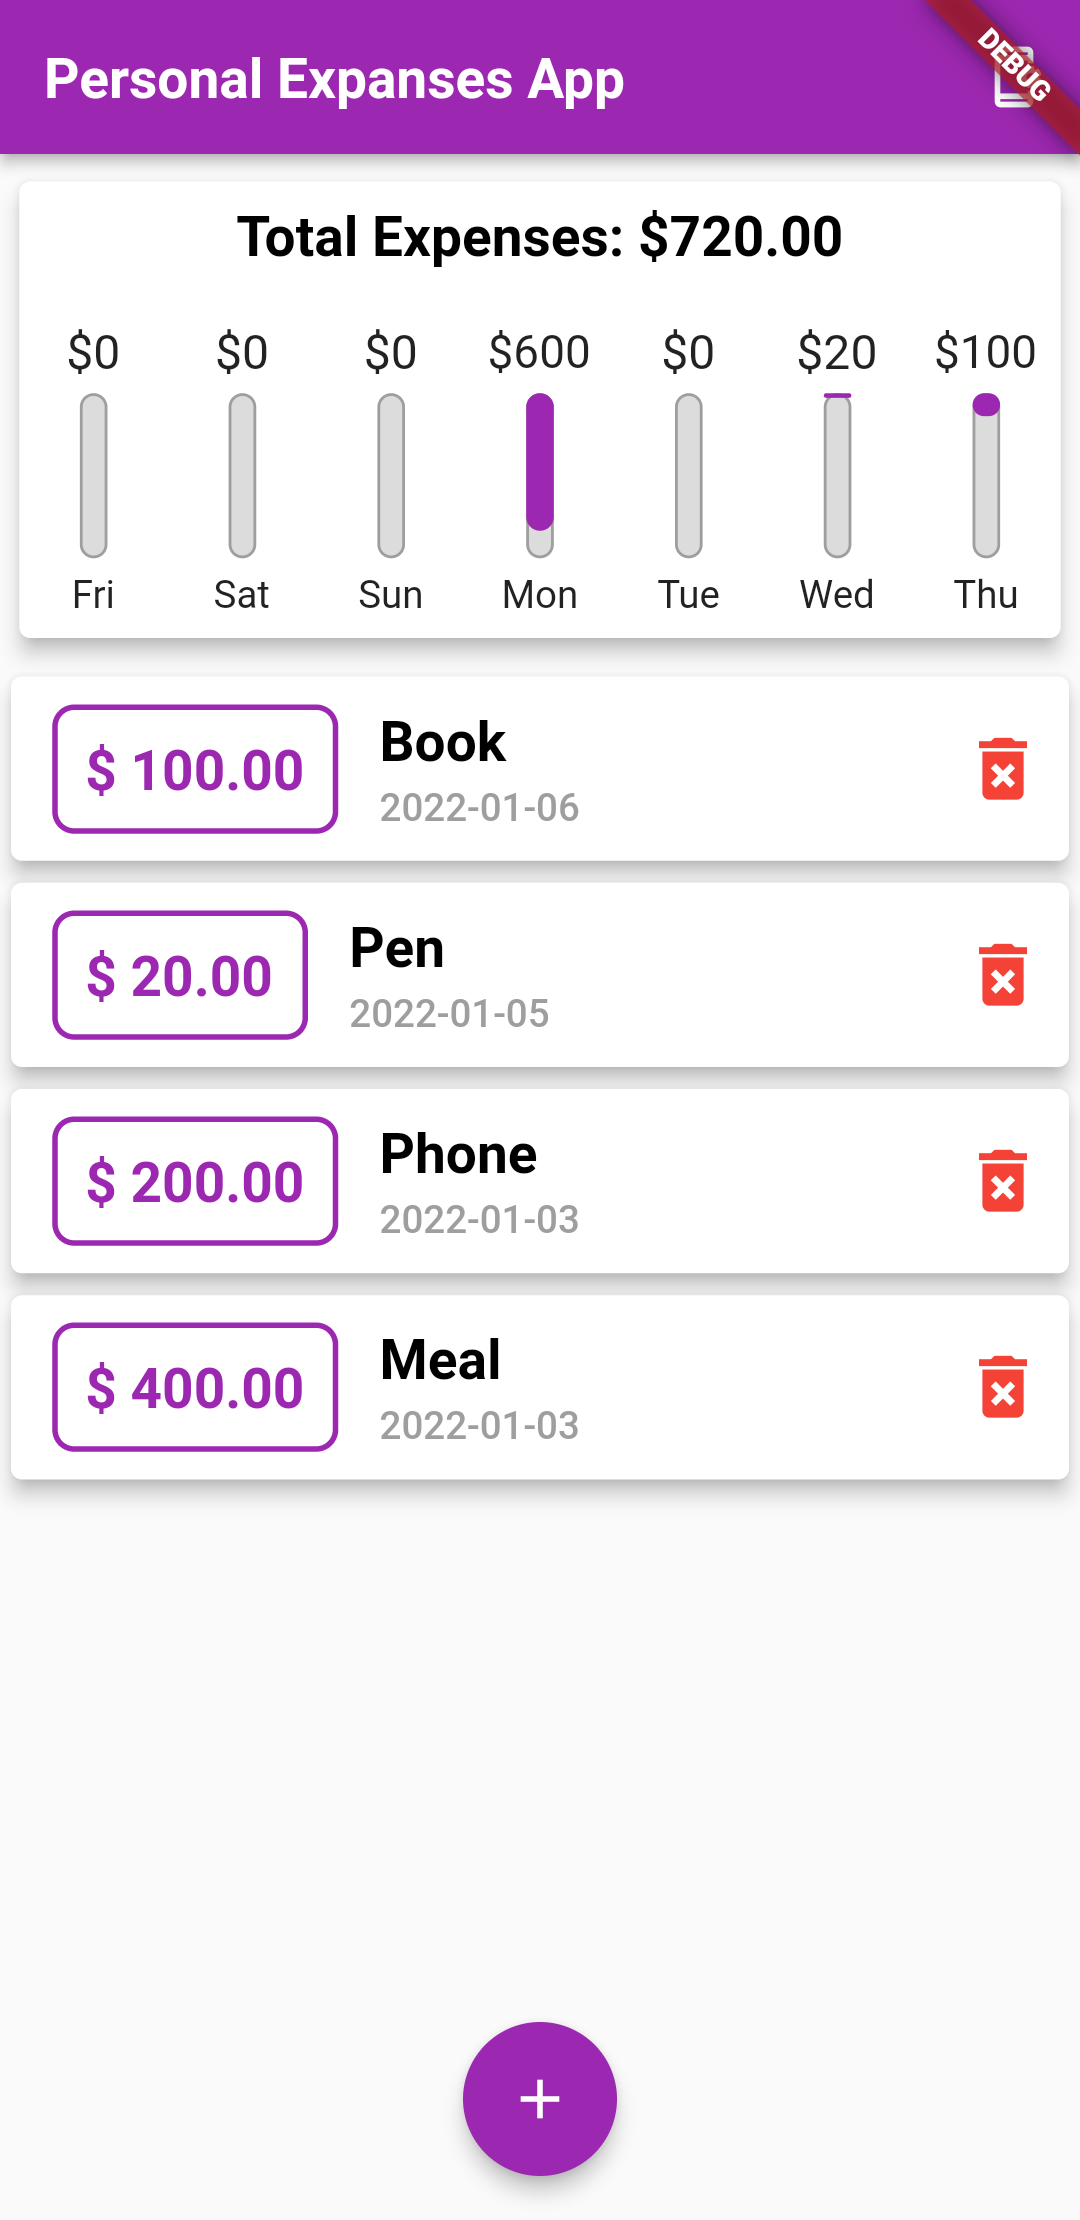 Personal Expanses App
DEBUG
Total Expenses: $720.00
$0 $0 $0 $600 $0 $20 $100
Fri Sat Sun Mon Tue Wed Thu
$ 100.00
Book
2022-01-06
$ 20.00
Pen
2022-01-05
$ 200.00
Phone
2022-01-03
$ 400.00
Meal
2022-01-03